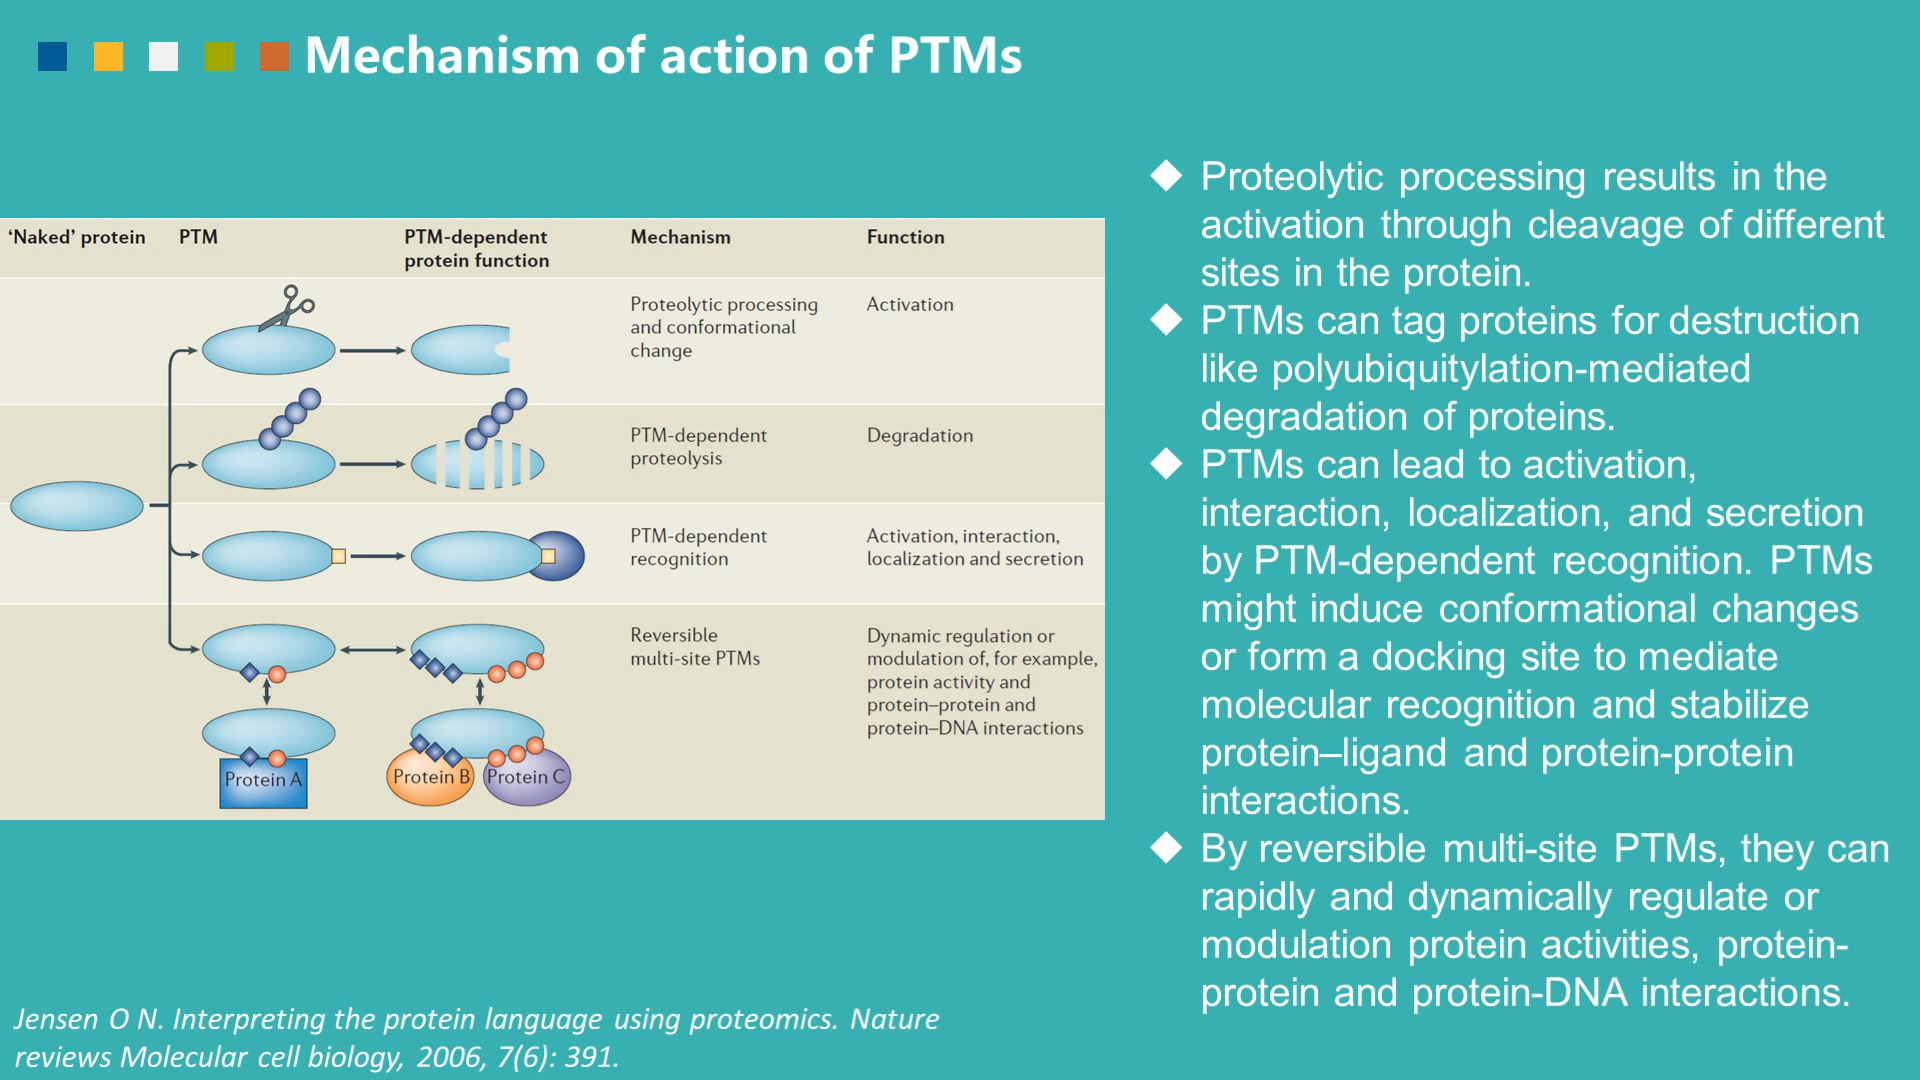 Mechanism of action of PTMs
‘Naked’ protein
PTM
PTM-dependent
protein function
Mechanism
Function
Proteolytic processing
and conformational
change
Activation
PTM-dependent
proteolysis
Degradation
PTM-dependent
recognition
Activation, interaction,
localization and secretion
Reversible
multi-site PTMs
Dynamic regulation or
modulation of, for example,
protein activity and
protein–protein and
protein–DNA interactions
Protein A
Protein B
Protein C
Proteolytic processing results in the
activation through cleavage of different
sites in the protein.
PTMs can tag proteins for destruction
like polyubiquitylation-mediated
degradation of proteins.
PTMs can lead to activation,
interaction, localization, and secretion
by PTM-dependent recognition. PTMs
might induce conformational changes
or form a docking site to mediate
molecular recognition and stabilize
protein–ligand and protein-protein
interactions.
By reversible multi-site PTMs, they can
rapidly and dynamically regulate or
modulation protein activities, protein-
protein and protein-DNA interactions.
Jensen O N. Interpreting the protein language using proteomics. Nature
reviews Molecular cell biology, 2006, 7(6): 391.